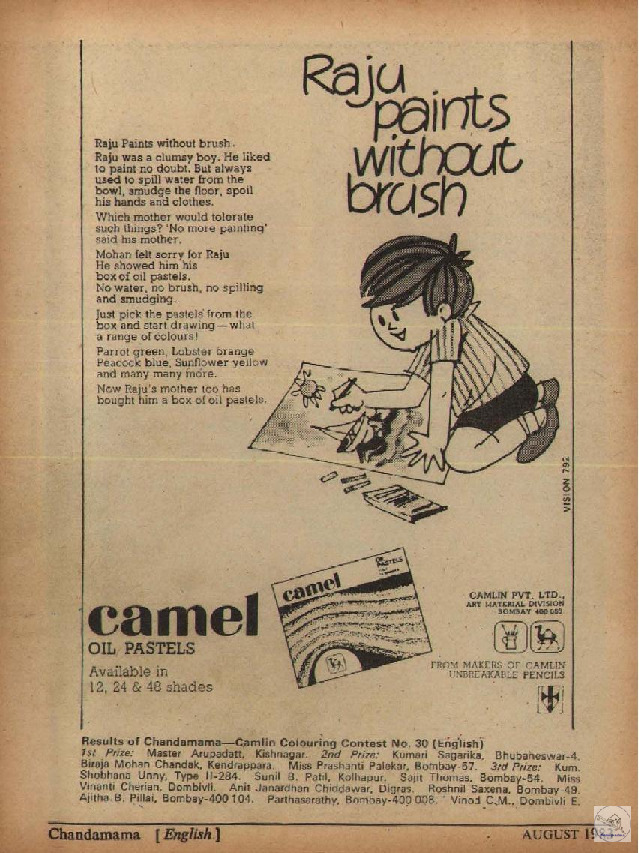 Raju
paints
without
brush
Raju Paints without brush.
Raju was a clumsy boy. He liked
to paint no doubt. But always
used to spill water from the
bowl, smudge the floor, spoil
his hands and clothes.
Which mother would tolerate
such things? 'No more painting'
said his mother.
Mohan felt sorry for Raju
He showed him his
box of oil pastels.
No water, no brush, no spilling
and smudging.
Just pick the pastels from the
box and start drawing — what
a range of colours!
Parrot green, Lobster orange
Peacock blue, Sunflower yellow
and many many more.
Now Raju's mother too has
bought him a box of oil pastels.
VISION 792
camel
OIL PASTELS
Available in
12, 24 & 48 shades
camel
OIL PASTELS
CAMLIN PVT. LTD.,
ART MATERIAL DIVISION
BOMBAY
FROM MAKERS OF CAMLIN
UNBREAKABLE PENCILS
Results of Chandamama—Camlin Colouring Contest No. 30 (English)
1st Prize: Master Arupadatt, Kishnagar. 2nd Prize: Kumari Sagarika, Bhubaheswar-4,
Biraja Mohan Chandak, Kendrappara. Miss Prashanti Palekar, Bombay-57. 3rd Prize: Kum.
Shobhana Unny, Type II-284. Sunil B. Patil, Kolhapur. Sajit Thomas, Bombay-84. Miss
Vinanti Cherian, Dombivli. Anit Janardhan Chiddawar, Digras. Roshnil Saxena, Bombay 49.
Ajitha B. Pillai, Bombay-400 104. Parthasarathy, Bombay-400 008. Vinod C.M., Dombivli E.
Chandamama [English]
AUGUST